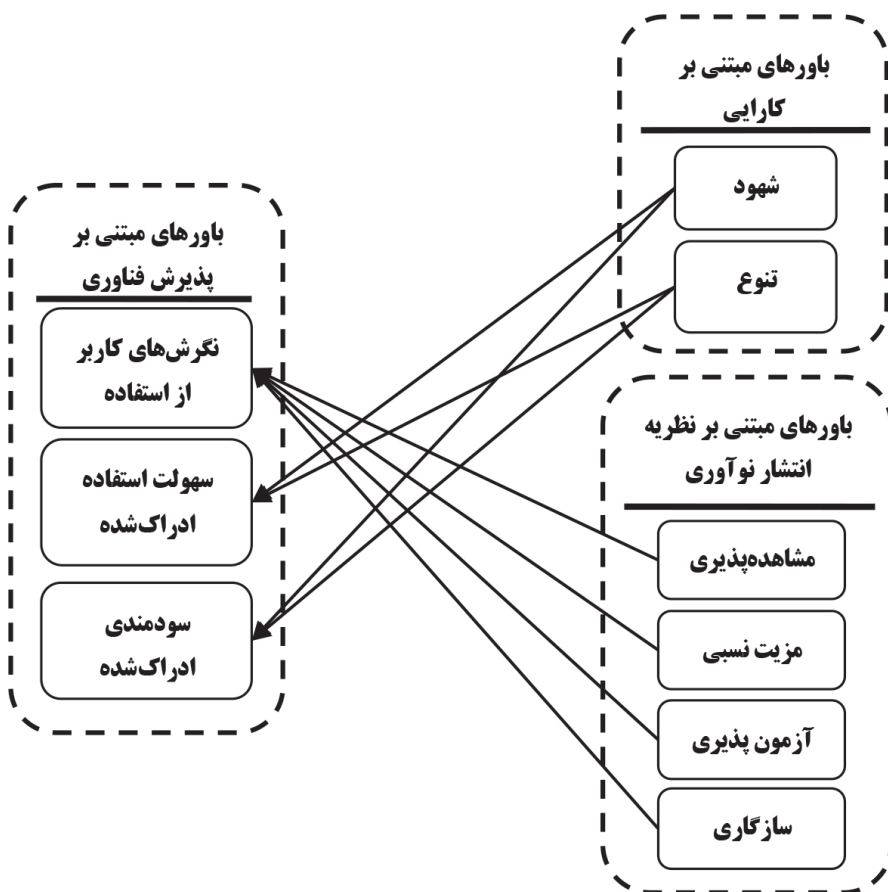 باورهای مبتنی بر
کارایی
شهود
تنوع
باورهای مبتنی بر نظریه
انتشار نوآوری
مشاهده‌پذیری
مزیت نسبی
آزمون پذیری
سازگاری
باورهای مبتنی بر
پذیرش فناوری
نگرش‌های کاربر
از استفاده
سهولت استفاده
ادراک‌شده
سودمندی
ادراک‌شده